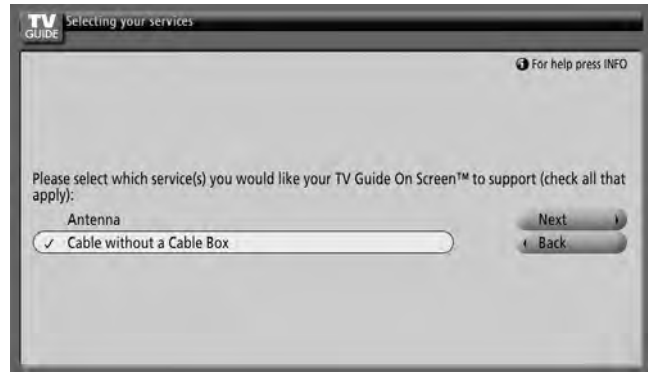 TV GUIDE Selecting your services
For help press INFO
Please select which service(s) you would like your TV Guide On Screen™ to support (check all that
apply):
Antenna
Next
✓ Cable without a Cable Box
Back